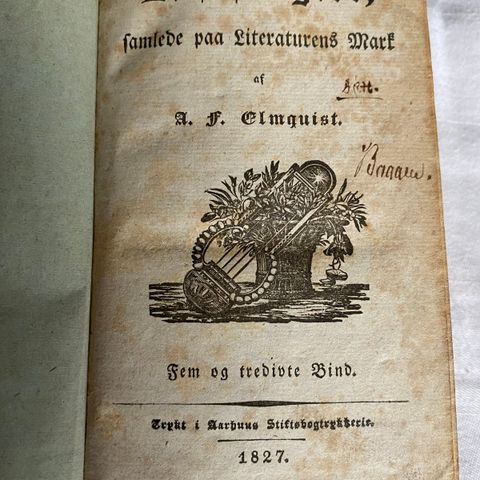 samlede paa Literaturens Mark
af
A. F. Elmquist.
Fem og tredivte Bind.
Trykt i Aarhuus Stiftsbogtrykkerie.
1827.